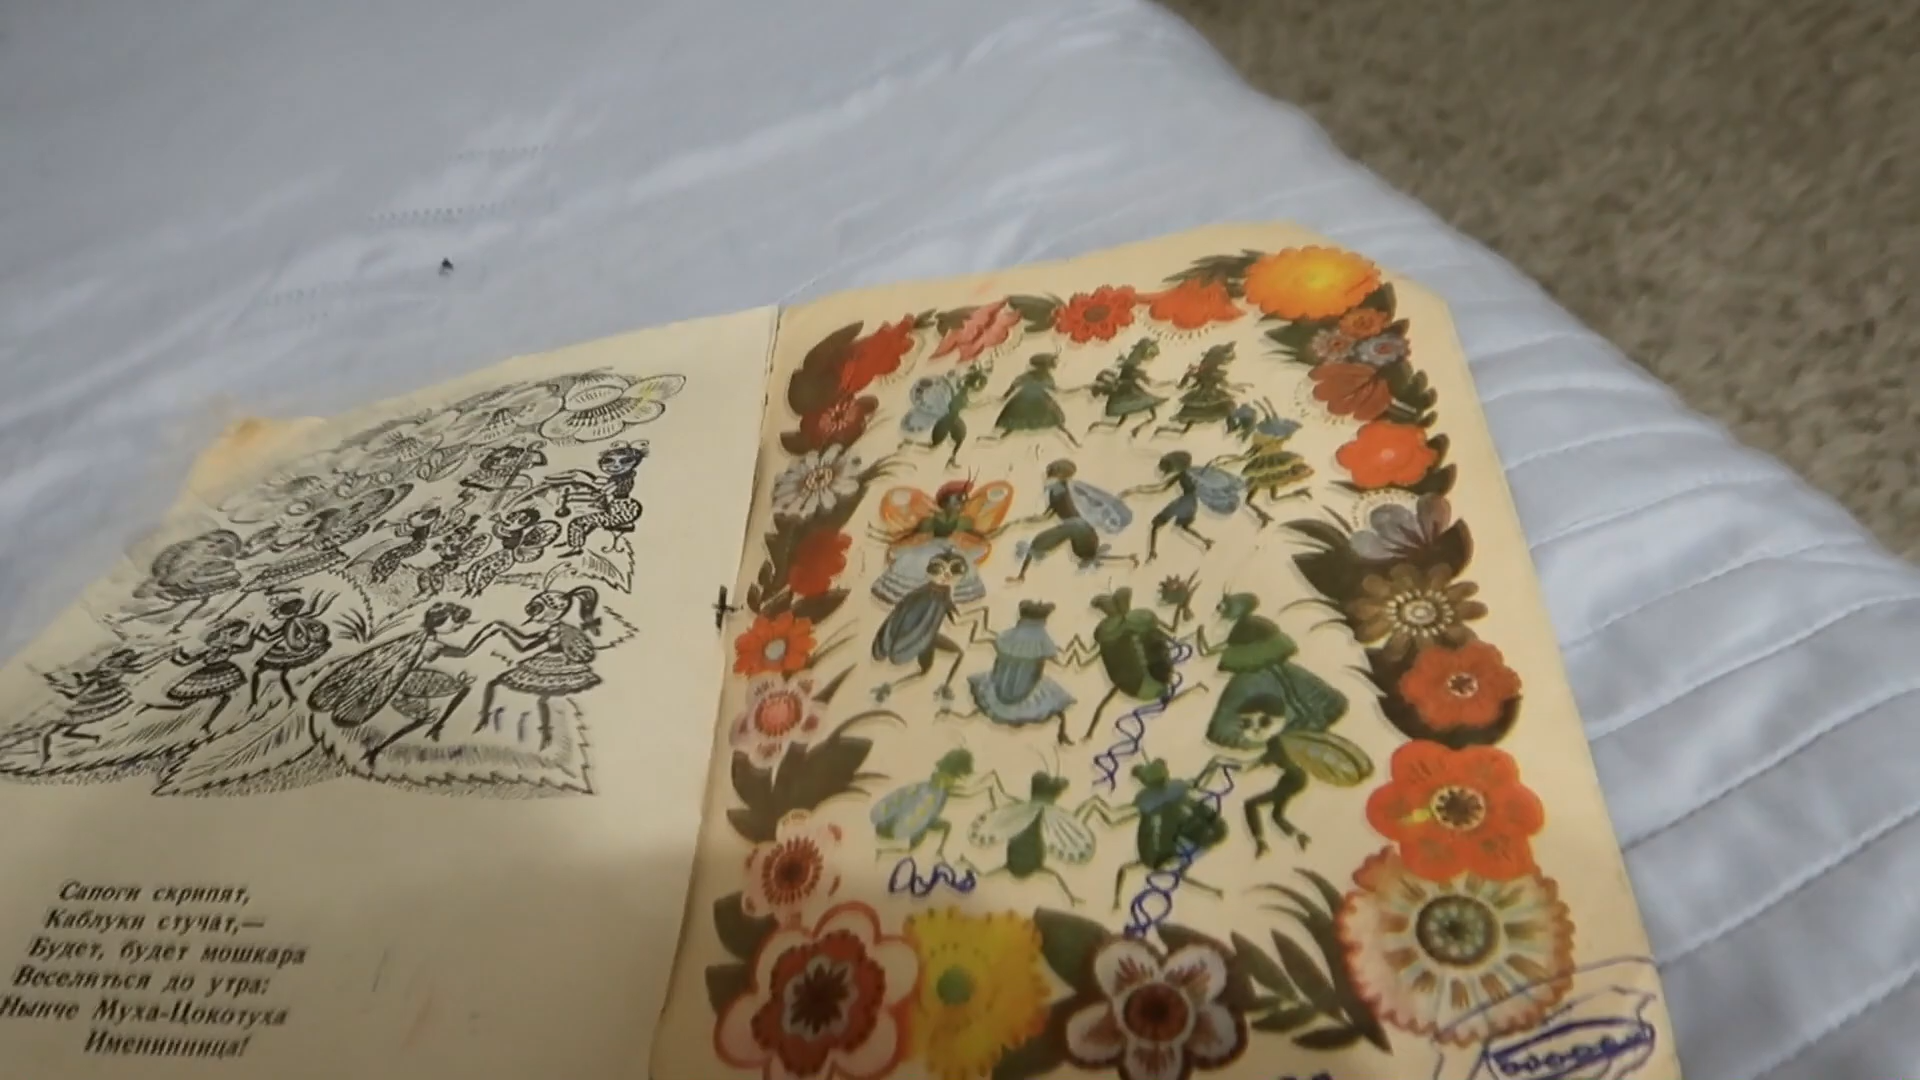 Сапоги скрипят,
Каблуки стучат,—
Будет, будет мошкара
Веселиться до утра:
Нынче Муха-Цокотуха
Именинница!